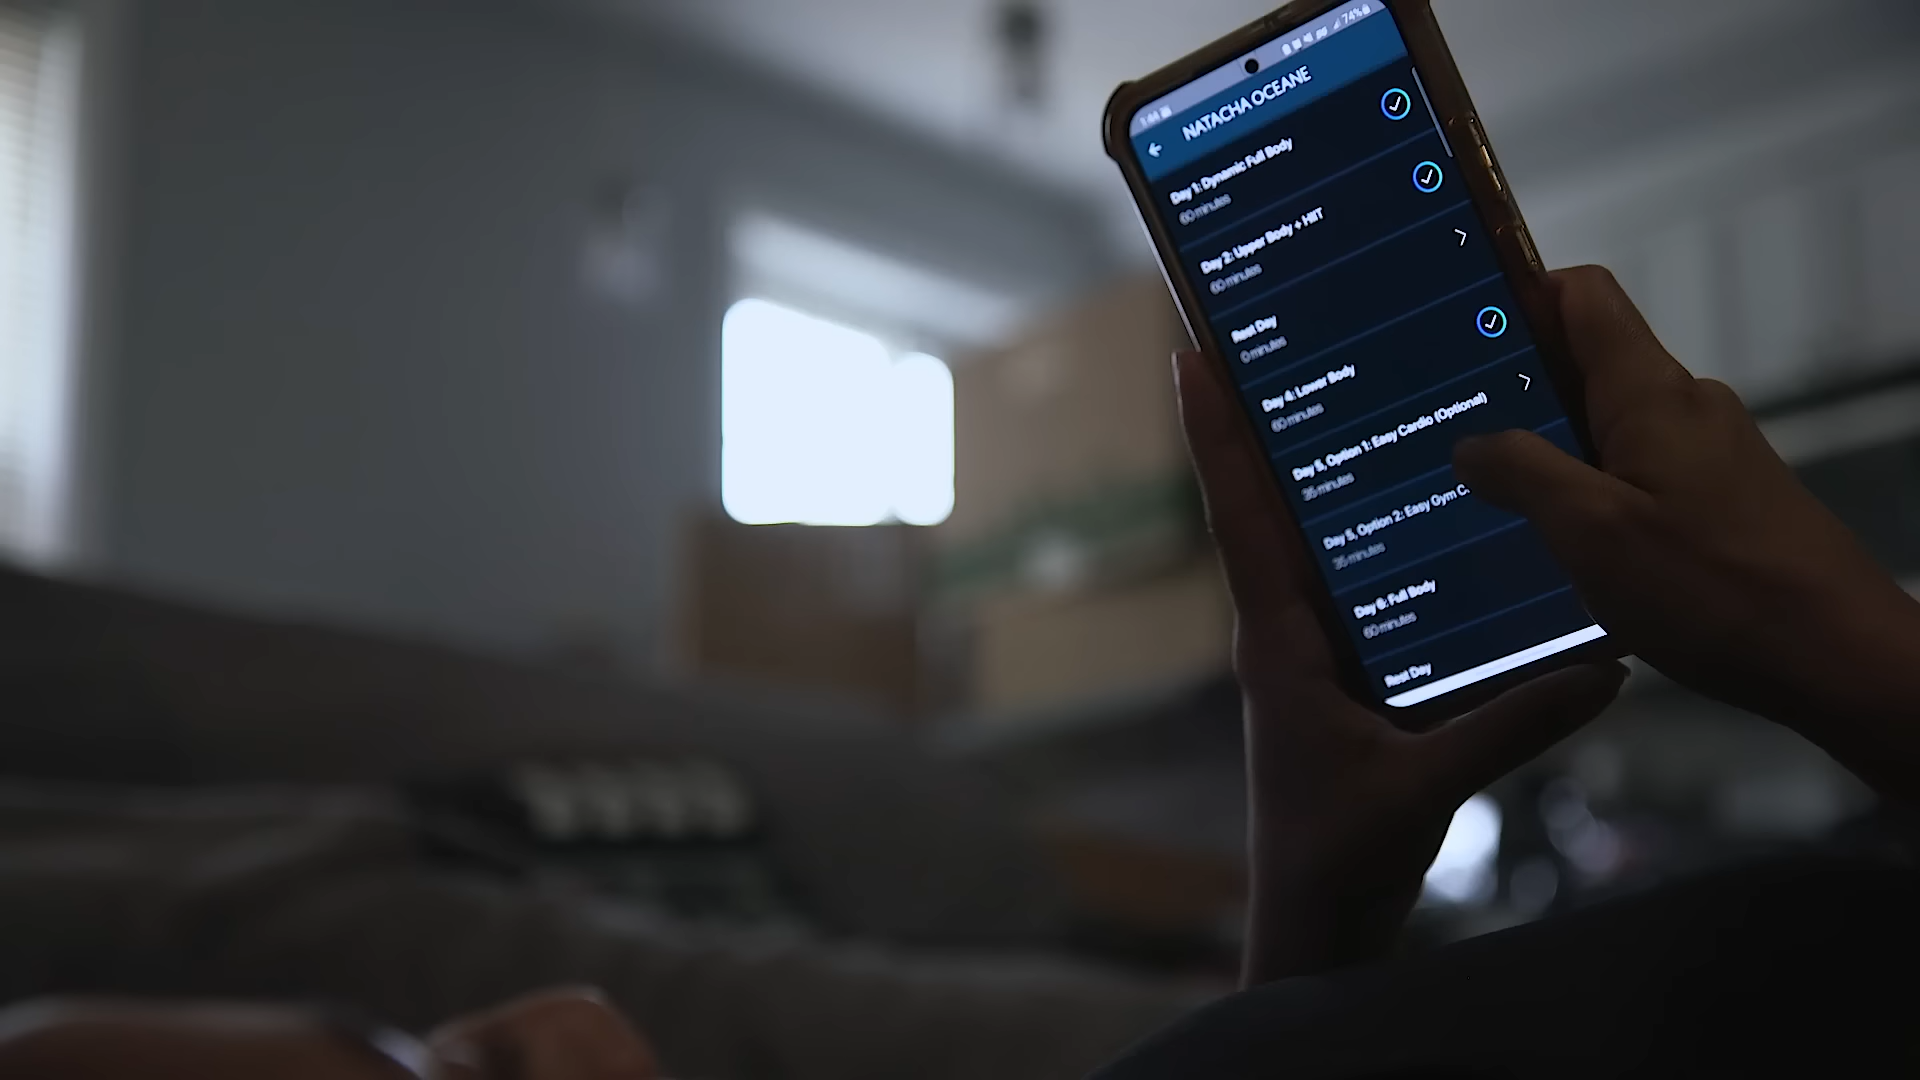 74%
NATACHA OCEANE
Day 1: Dynamic Full Body
60 minutes
Day 2: Upper Body + HIIT
60 minutes
Rest Day
0 minutes
Day 4: Lower Body
60 minutes
Day 5, Option 1: Easy Cardio (Optional)
35 minutes
Day 5, Option 2: Easy Gym C
35 minutes
Day 6: Full Body
60 minutes
Rest Day